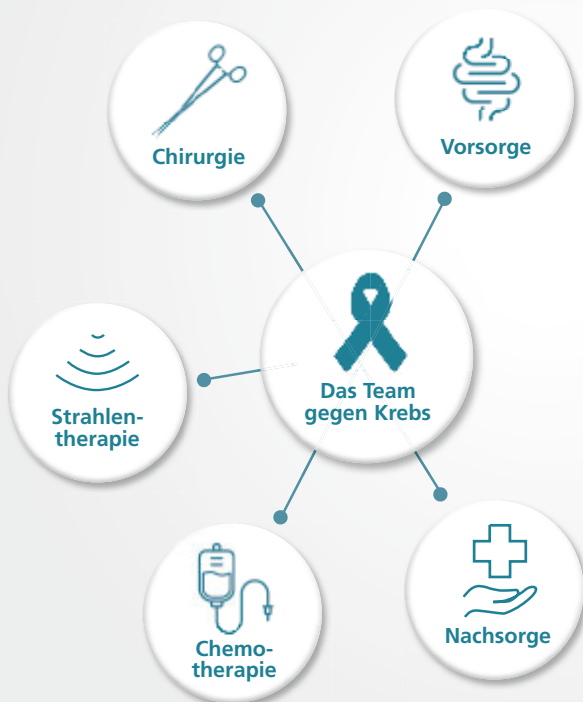 Chirurgie
Vorsorge
Das Team
gegen Krebs
Strahlen-
therapie
Chemo-
therapie
Nachsorge